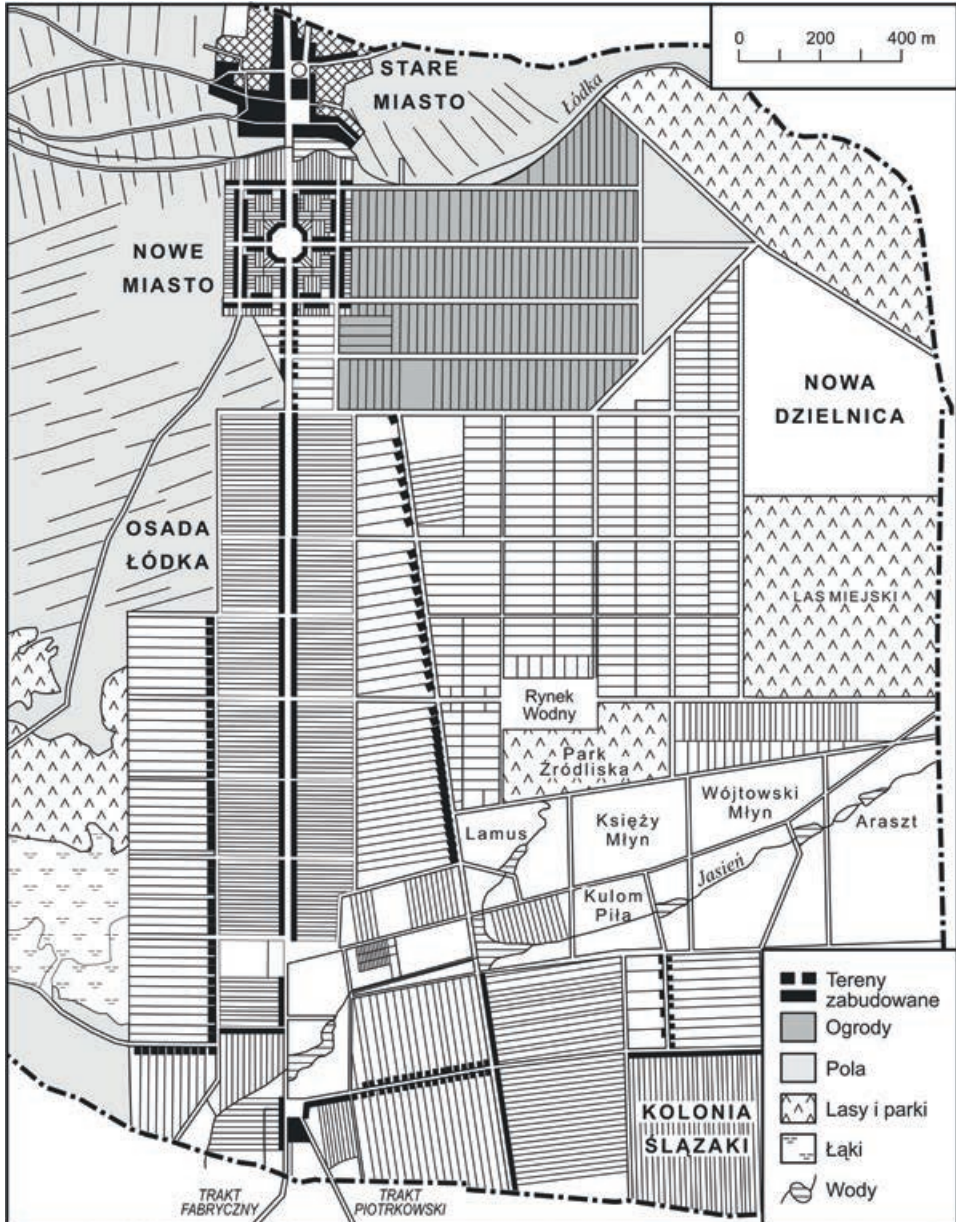 0 200 400 m
STARE
MIASTO
Łódka
NOWE
MIASTO
NOWA
DZIELNICA
OSADA
ŁÓDKA
LAS MIEJSKI
Rynek
Wodny
Park
Źródliska
Lamus
Księży
Młyn
Wójtowski
Młyn
Araszt
Jasień
Kulom
Piła
KOLONIA
ŚLĄZAKI
TRAKT
FABRYCZNY
TRAKT
PIOTRKOWSKI
Tereny
zabudowane
Ogrody
Pola
Lasy i parki
Łąki
Wody